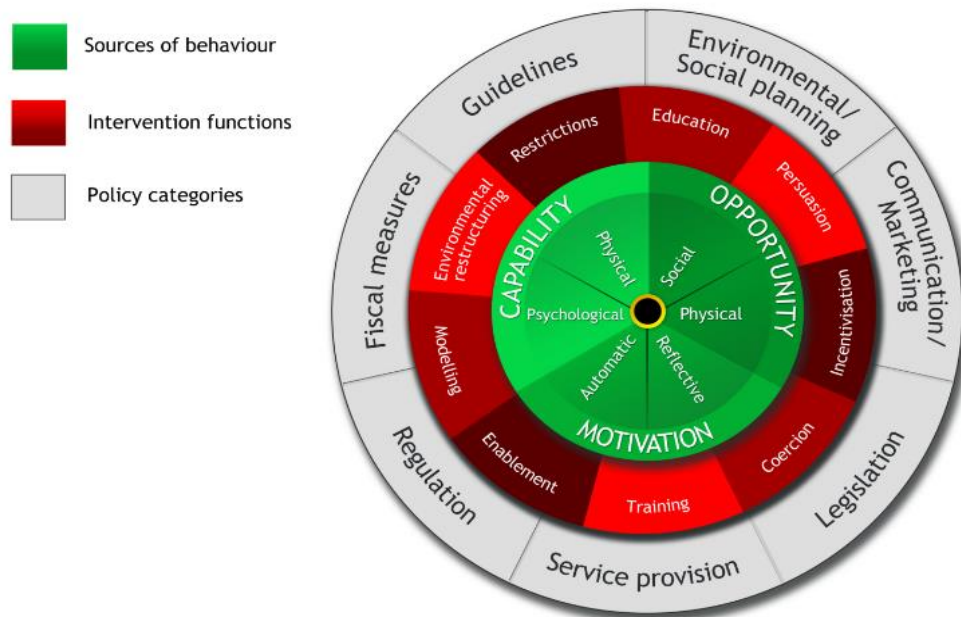 Sources of behaviour
Intervention functions
Policy categories
Guidelines
Environmental/
Social planning
Communication/
Marketing
Legislation
Service provision
Regulation
Fiscal measures
Restrictions
Education
Persuasion
Incentivisation
Coercion
Training
Enablement
Modelling
Environmental
restructuring
CAPABILITY
OPPORTUNITY
MOTIVATION
Physical
Social
Psychological
Physical
Automatic
Reflective